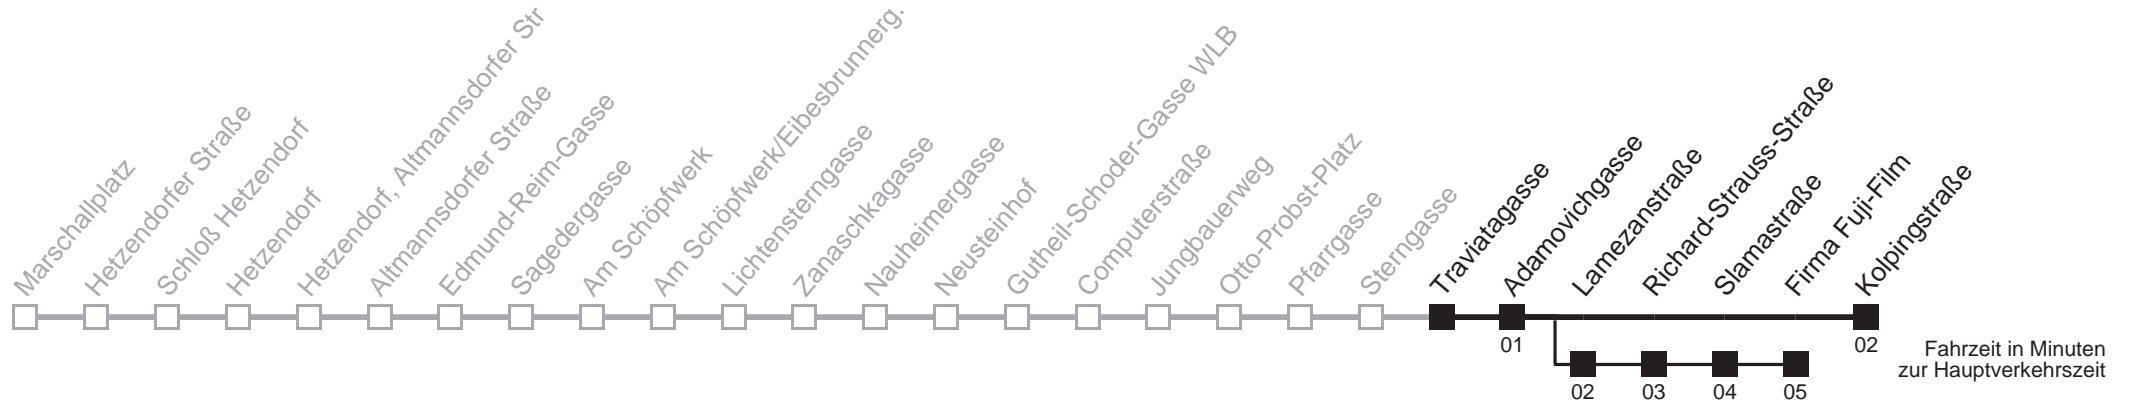 Marschallplatz
Hetzendorfer Straße
Schloß Hetzendorf
Hetzendorf
Hetzendorf, Altmannsdorfer Str
Altmannsdorfer Straße
Edmund-Reim-Gasse
Sagedergasse
Am Schöpfwerk
Am Schöpfwerk/Eibesbrunnerg.
Lichtensterngasse
Zanaschkagasse
Nauheimergasse
Neusteinhof
Gutheil-Schoder-Gasse WLB
Computerstraße
Jungbauerweg
Otto-Probst-Platz
Pfarrgasse
Sterngasse
Traviatagasse
Adamovichgasse
Lamezanstraße
Richard-Strauss-Straße
Slamastraße
Firma Fuji-Film
Kolpingstraße
01
02
Fahrzeit in Minuten
zur Hauptverkehrszeit
02
03
04
05